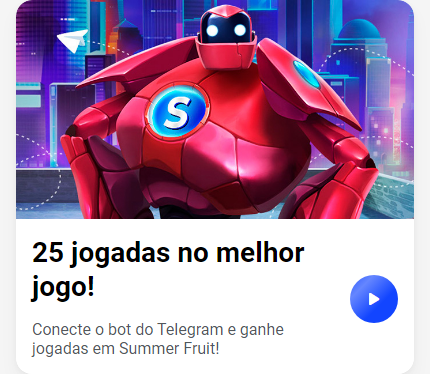 S
25 jogadas no melhor
jogo!
Conecte o bot do Telegram e ganhe
jogadas em Summer Fruit!